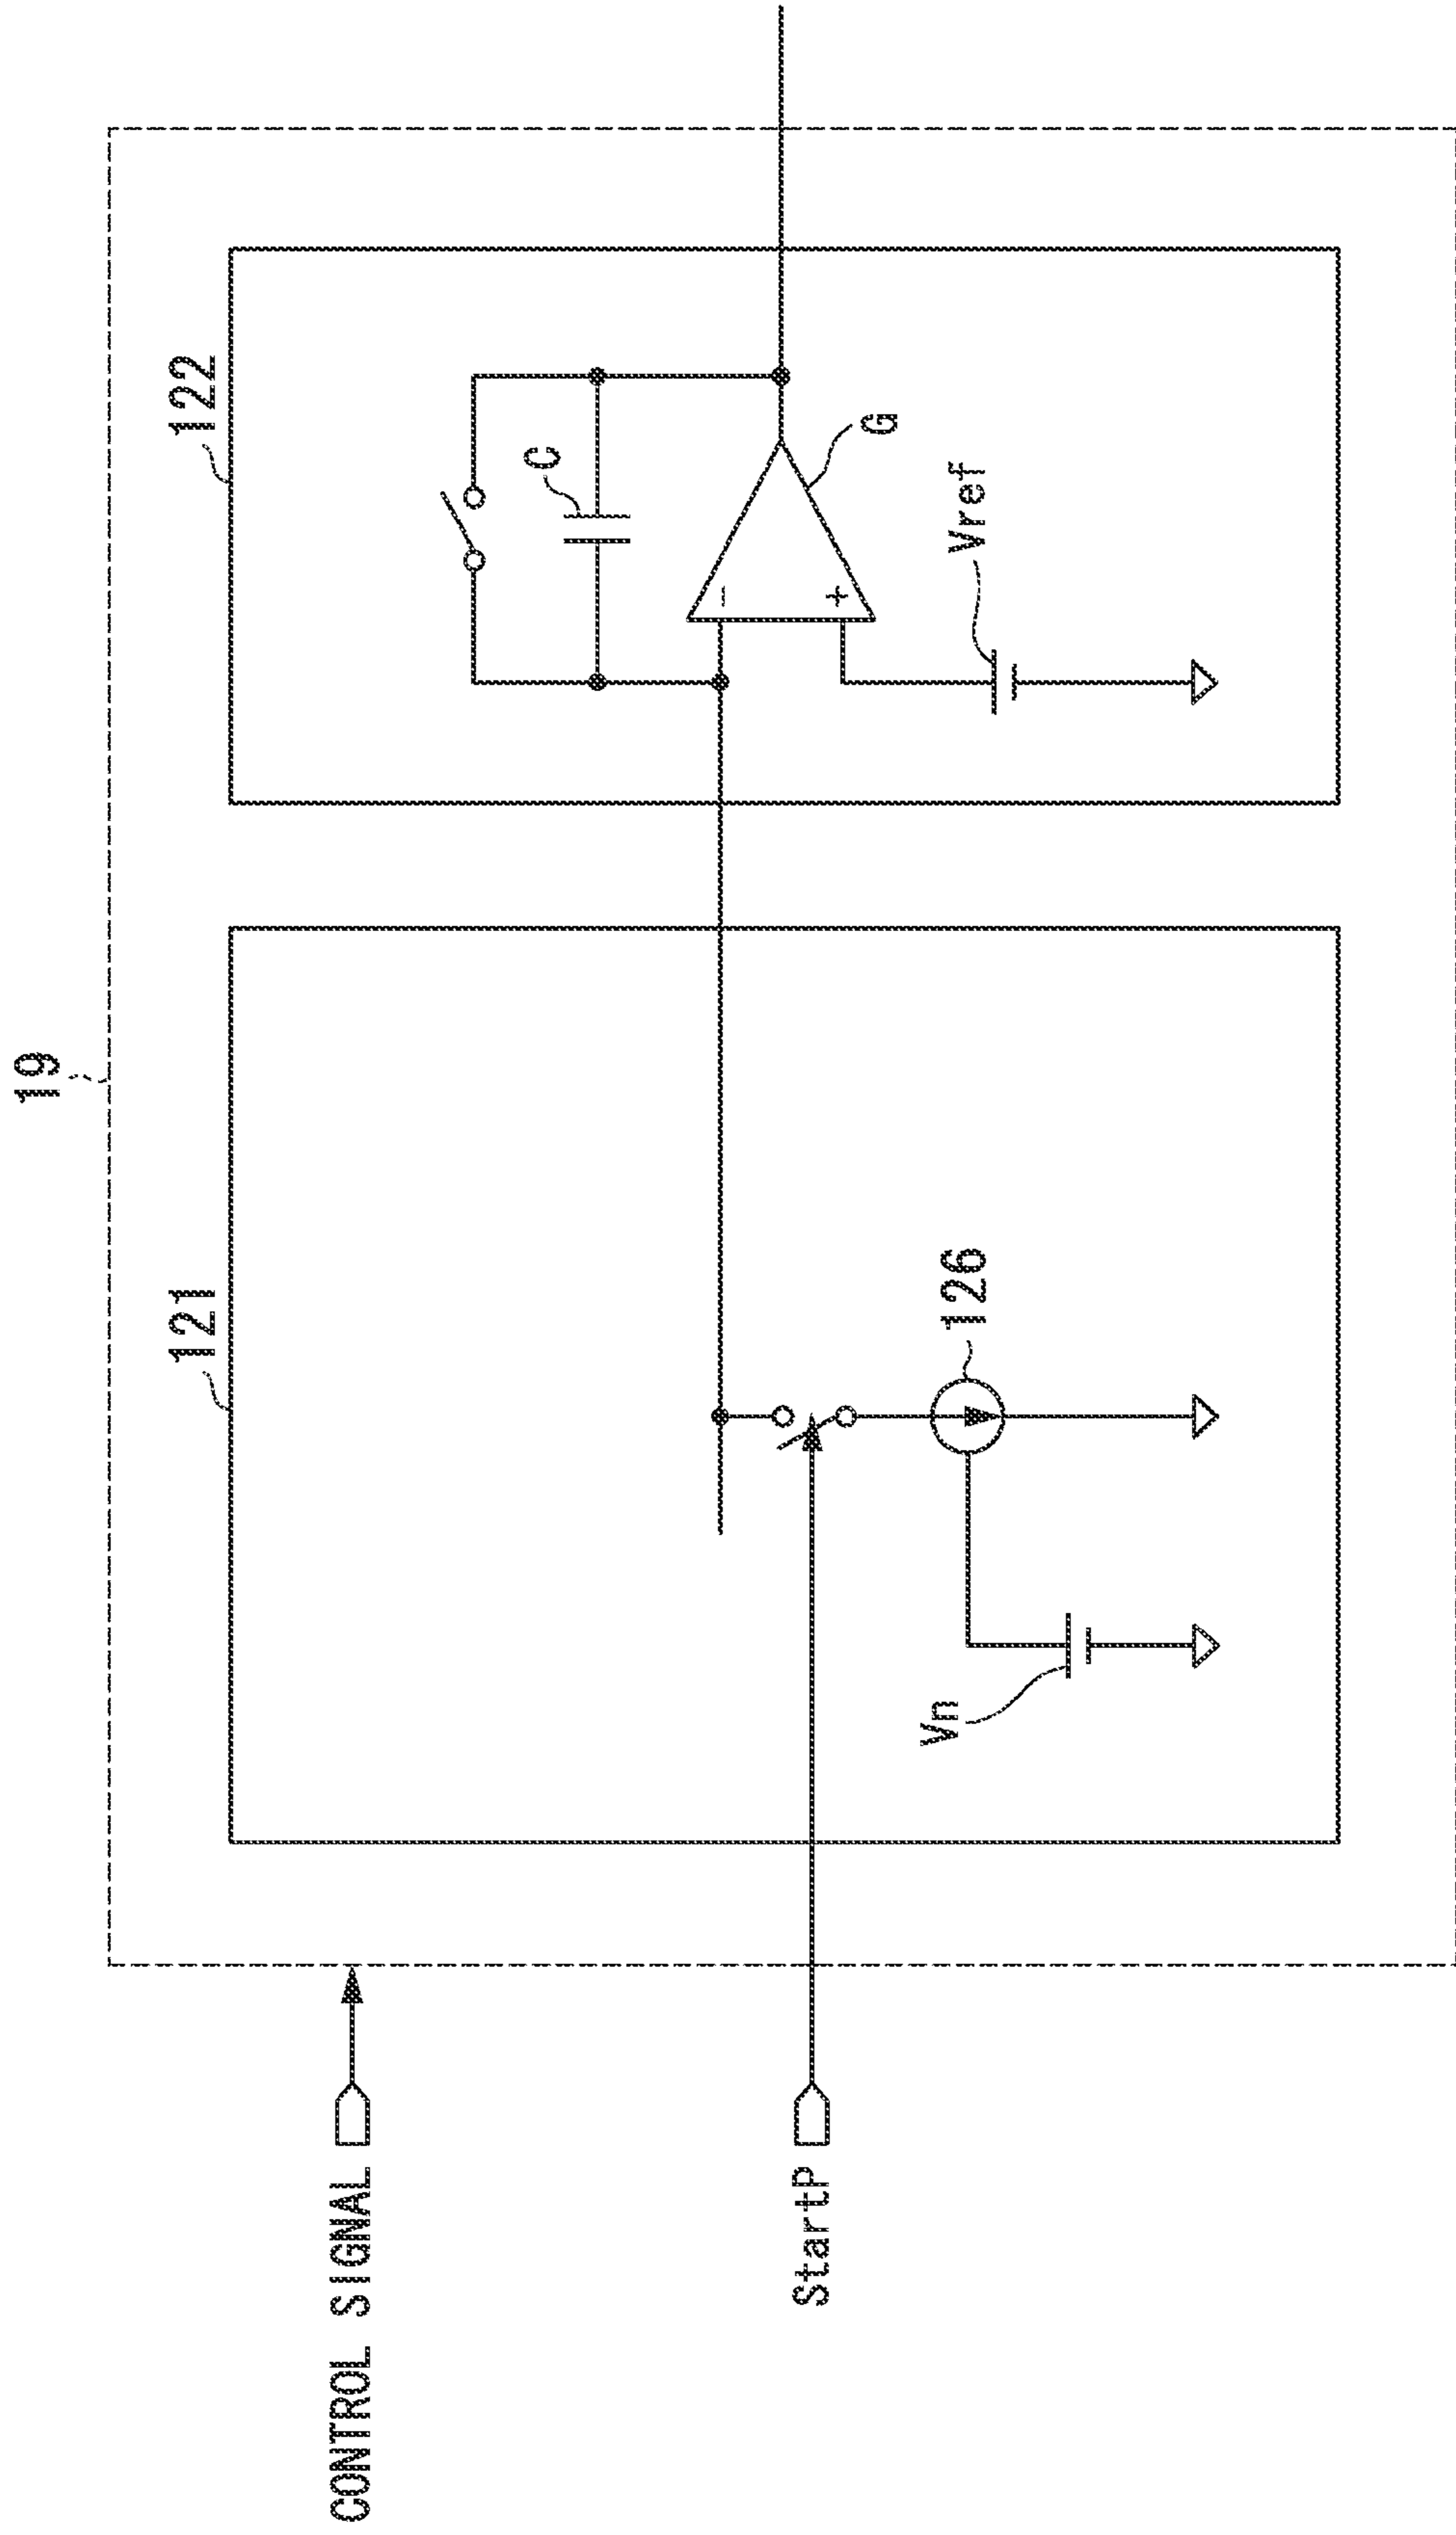 19
121
122
CONTROL SIGNAL
C
-
+
G
Vref
StartP
126
Vn